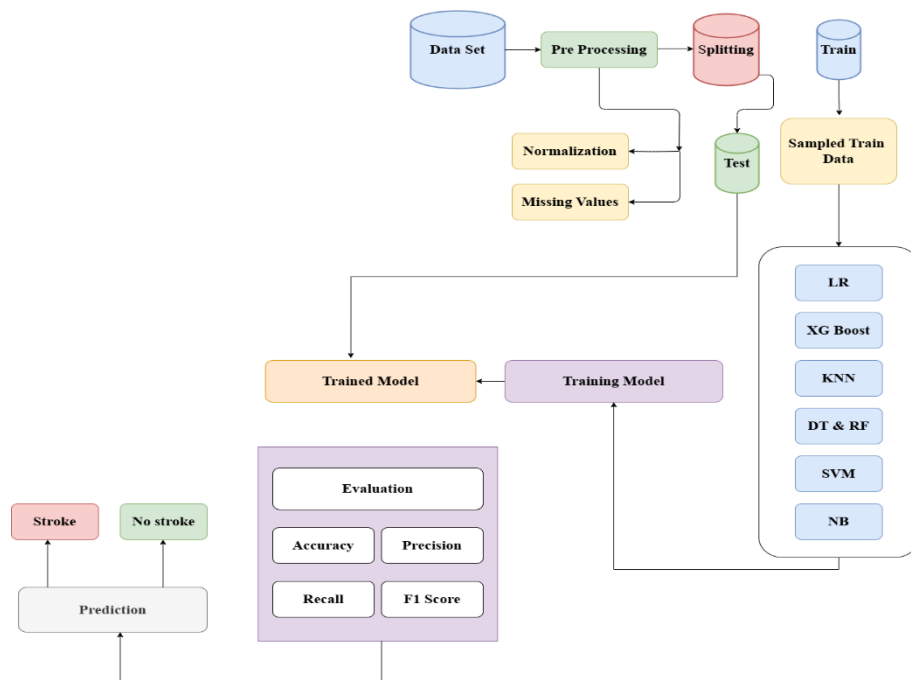 Data Set
Pre Processing
Splitting
Train
Normalization
Missing Values
Test
Sampled Train
Data
LR
XG Boost
KNN
DT & RF
SVM
NB
Trained Model
Training Model
Evaluation
Accuracy
Precision
Recall
F1 Score
Stroke
No stroke
Prediction